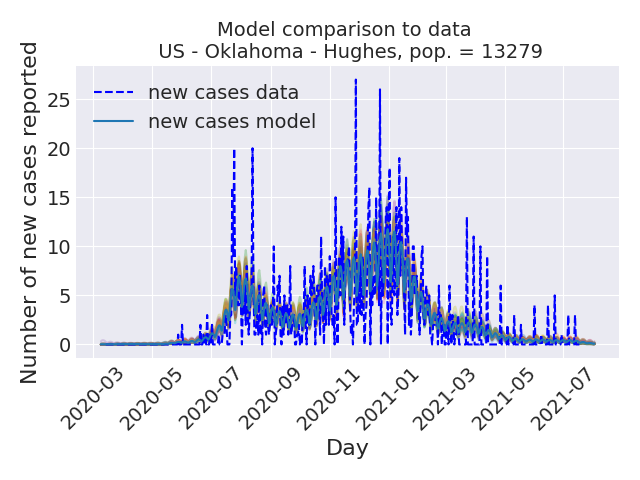 Model comparison to data
US - Oklahoma - Hughes, pop. = 13279
Number of new cases reported
25
20
15
10
5
0
new cases data
new cases model
2020-03
2020-05
2020-07
2020-09
2020-11
2021-01
2021-03
2021-05
2021-07
Day